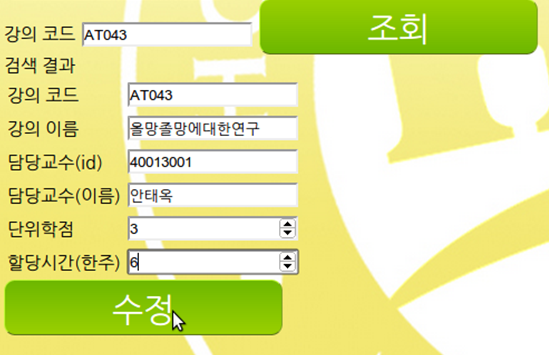 강의 코드 AT043 조회
검색 결과
강의 코드 AT043
강의 이름 올망졸망에대한연구
담당교수(id) 40013001
담당교수(이름) 안태옥
단위학점 3
할당시간(한주) 6
수정